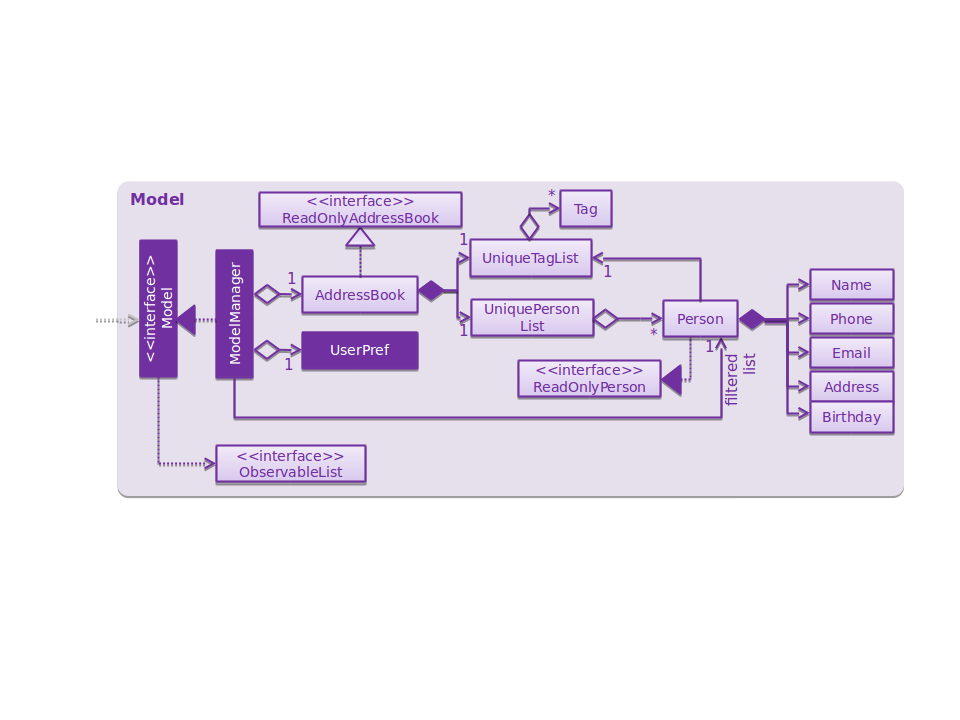 Model
<<interface>>
ReadOnlyAddressBook
*
Tag
<<interface>>
Model
ModelManager
1
AddressBook
1
UniqueTagList
1
Name
1
UserPref
1
UniquePerson
List
*
Person
Phone
Email
Address
Birthday
1
filtered
list
<<interface>>
ReadOnlyPerson
<<interface>>
ObservableList